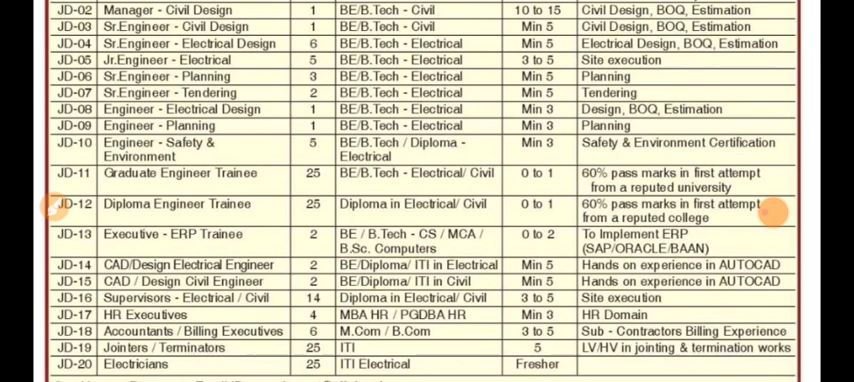 JD-02 Manager - Civil Design 1 BE/B.Tech - Civil 10 to 15 Civil Design, BOQ, Estimation
JD-03 Sr.Engineer - Civil Design 1 BE/B.Tech - Civil Min 5 Civil Design, BOQ, Estimation
JD-04 Sr.Engineer - Electrical Design 6 BE/B.Tech - Electrical Min 5 Electrical Design, BOQ, Estimation
JD-05 Jr.Engineer - Electrical 5 BE/B.Tech - Electrical 3 to 5 Site execution
JD-06 Sr.Engineer - Planning 3 BE/B.Tech - Electrical Min 5 Planning
JD-07 Sr.Engineer - Tendering 2 BE/B.Tech - Electrical Min 5 Tendering
JD-08 Engineer - Electrical Design 1 BE/B.Tech - Electrical Min 3 Design, BOQ, Estimation
JD-09 Engineer - Planning 1 BE/B.Tech - Electrical Min 3 Planning
JD-10 Engineer - Safety & 5 BE/B.Tech / Diploma - Min 3 Safety & Environment Certification
Environment Electrical
JD-11 Graduate Engineer Trainee 25 BE/B.Tech - Electrical/ Civil 0 to 1 60% pass marks in first attempt
from a reputed university
JD-12 Diploma Engineer Trainee 25 Diploma in Electrical/ Civil 0 to 1 60% pass marks in first attempt
from a reputed college
JD-13 Executive - ERP Trainee 2 BE / B.Tech - CS / MCA / 0 to 2 To Implement ERP
B.Sc. Computers (SAP/ORACLE/BAAN)
JD-14 CAD/Design Electrical Engineer 2 BE/Diploma/ ITI in Electrical Min 5 Hands on experience in AUTOCAD
JD-15 CAD / Design Civil Engineer 2 BE/Diploma/ ITI in Civil Min 5 Hands on experience in AUTOCAD
JD-16 Supervisors - Electrical / Civil 14 Diploma in Electrical/ Civil 3 to 5 Site execution
JD-17 HR Executives 4 MBA HR / PGDBA HR Min 3 HR Domain
JD-18 Accountants / Billing Executives 6 M.Com / B.Com 3 to 5 Sub - Contractors Billing Experience
JD-19 Jointers / Terminators 25 ITI 5 LV/HV in jointing & termination works
JD-20 Electricians 25 ITI Electrical Fresher